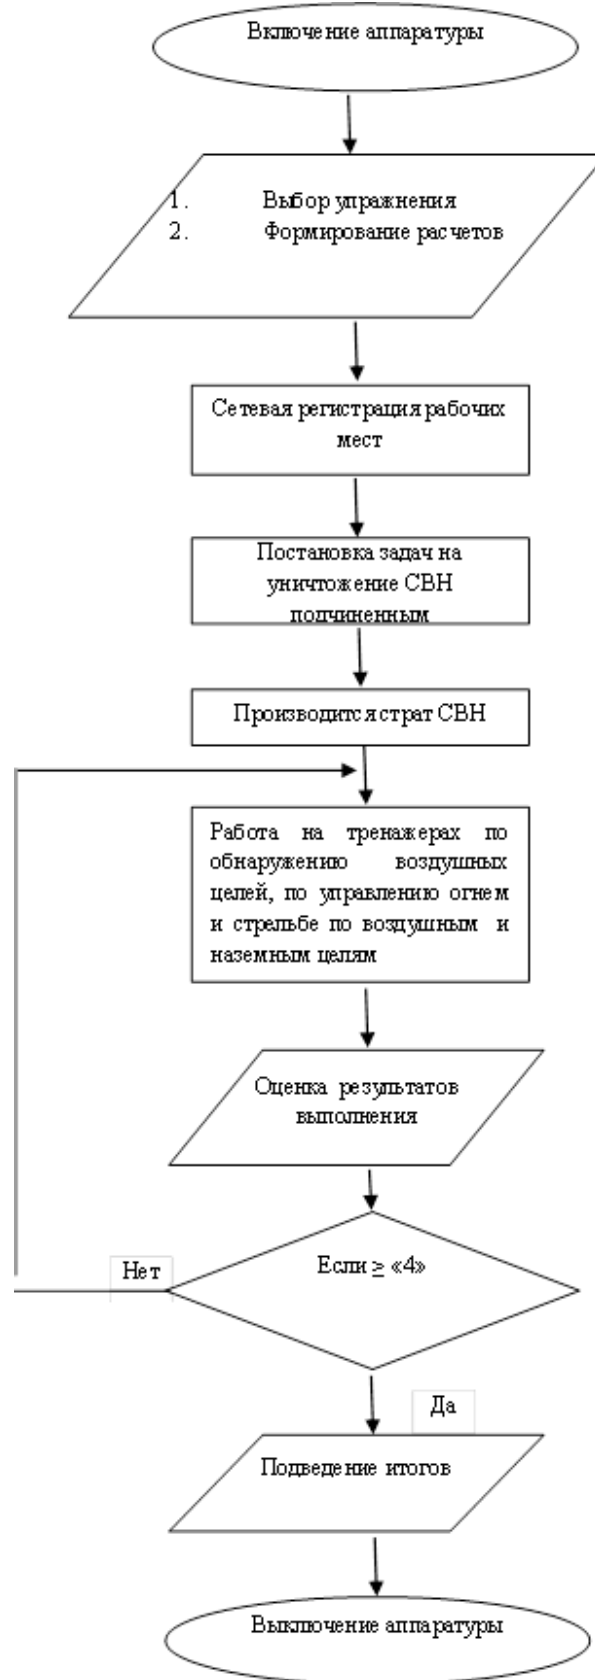 Включение аппаратуры
1. Выбор упражнения
2. Формирование расчетов
Сетевая регистрация рабочих
мест
Постановка задач на
уничтожение СВН
подчиненным
Производится страт СВН
Работа на тренажерах по
обнаружению воздушных
целей, по управлению огнем
и стрельбе по воздушным и
наземным целям
Оценка результатов
выполнения
Если ≥ «4»
Нет
Да
Подведение итогов
Выключение аппаратуры